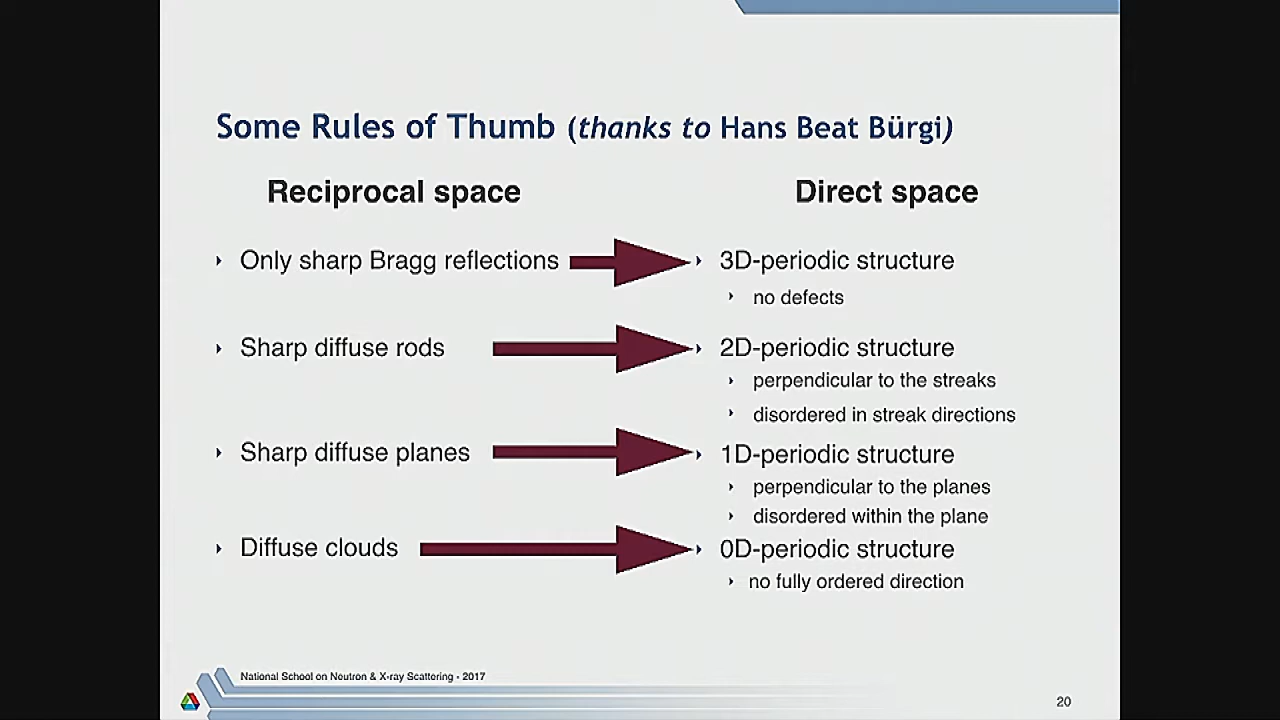 Some Rules of Thumb (thanks to Hans Beat Bürgi)
Reciprocal space
Direct space
Only sharp Bragg reflections
3D-periodic structure
no defects
Sharp diffuse rods
2D-periodic structure
perpendicular to the streaks
disordered in streak directions
Sharp diffuse planes
1D-periodic structure
perpendicular to the planes
disordered within the plane
Diffuse clouds
0D-periodic structure
no fully ordered direction
National School on Neutron & X-ray Scattering - 2017
20